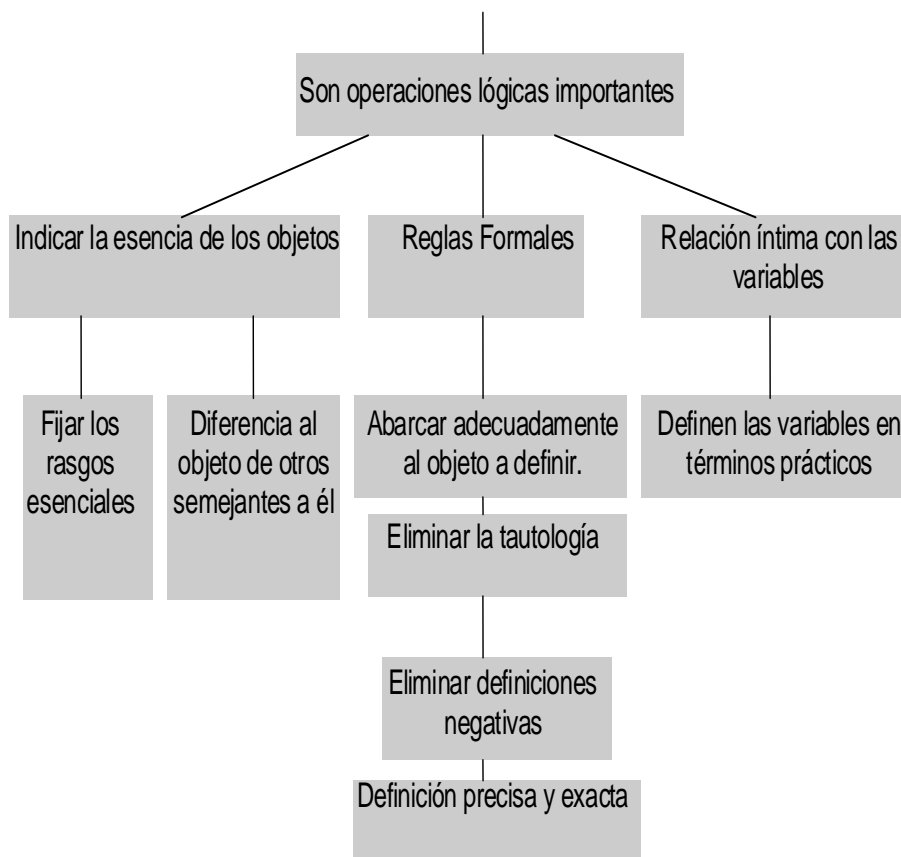 Son operaciones lógicas importantes
Indicar la esencia de los objetos
Reglas Formales
Relación íntima con las
variables
Fijar los
rasgos
esenciales
Diferencia al
objeto de otros
semejantes a él
Abarcar adecuadamente
al objeto a definir.
Definen las variables en
términos prácticos
Eliminar la tautología
Eliminar definiciones
negativas
Definición precisa y exacta